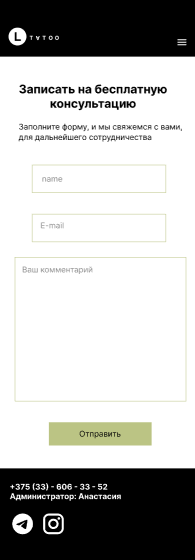 L TVTOO
Записать на бесплатную
консультацию
Заполните форму, и мы свяжемся с вами,
для дальнейшего сотрудничества
name
E-mail
Ваш комментарий
Отправить
+375 (33) - 606 - 33 - 52
Администратор: Анастасия